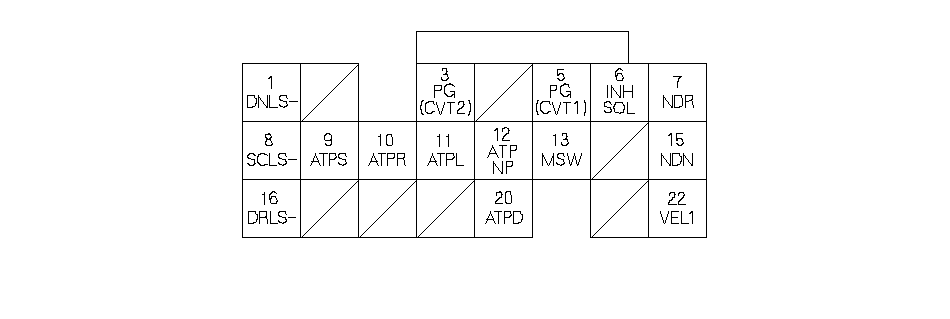 1
DNLS-
3
PG
(CVT2)
5
PG
(CVT1)
6
INH
SOL
7
NDR
8
SCLS-
9
ATPS
10
ATPR
11
ATPL
12
ATP
NP
13
MSW
15
NDN
16
DRLS-
20
ATPD
22
VEL1